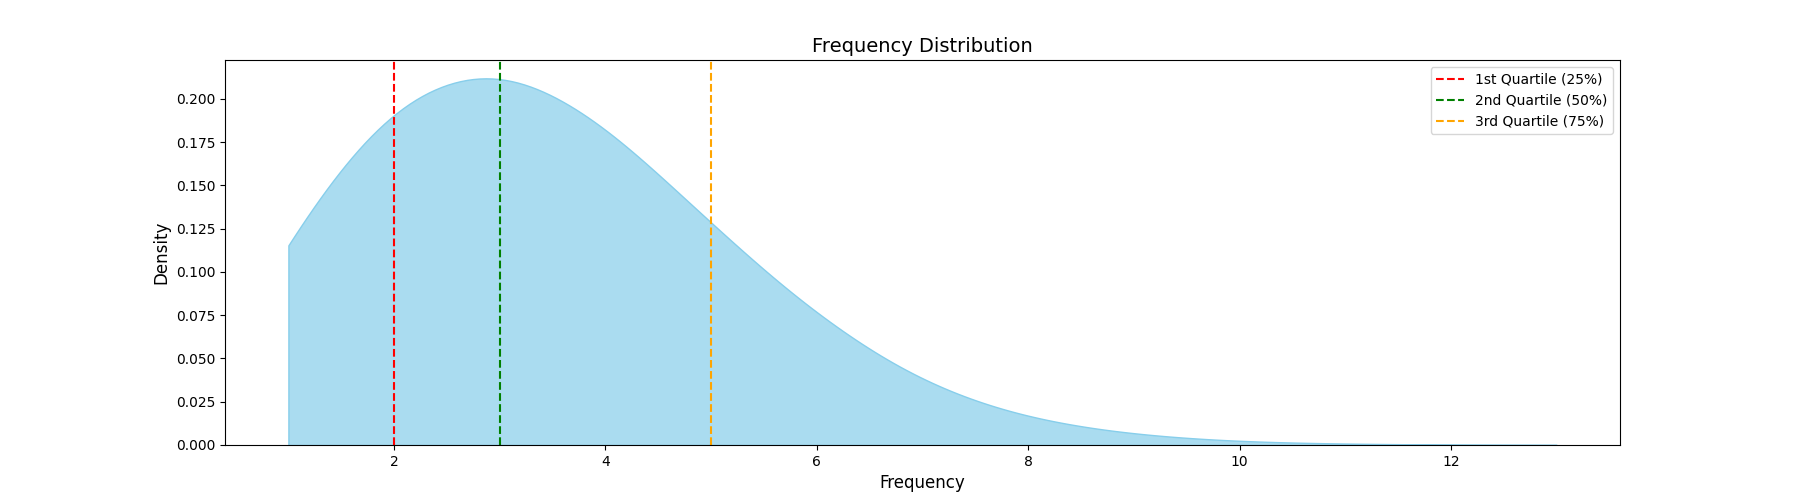 Frequency Distribution
1st Quartile (25%)
2nd Quartile (50%)
3rd Quartile (75%)
Density
0.200
0.175
0.150
0.125
0.100
0.075
0.050
0.025
0.000
2 4 6 8 10 12
Frequency